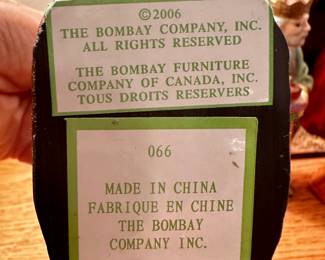 ©2006
THE BOMBAY COMPANY, INC.
ALL RIGHTS RESERVED
THE BOMBAY FURNITURE
COMPANY OF CANADA, INC.
TOUS DROITS RESERVERS
066
MADE IN CHINA
FABRIQUE EN CHINE
THE BOMBAY
COMPANY INC.